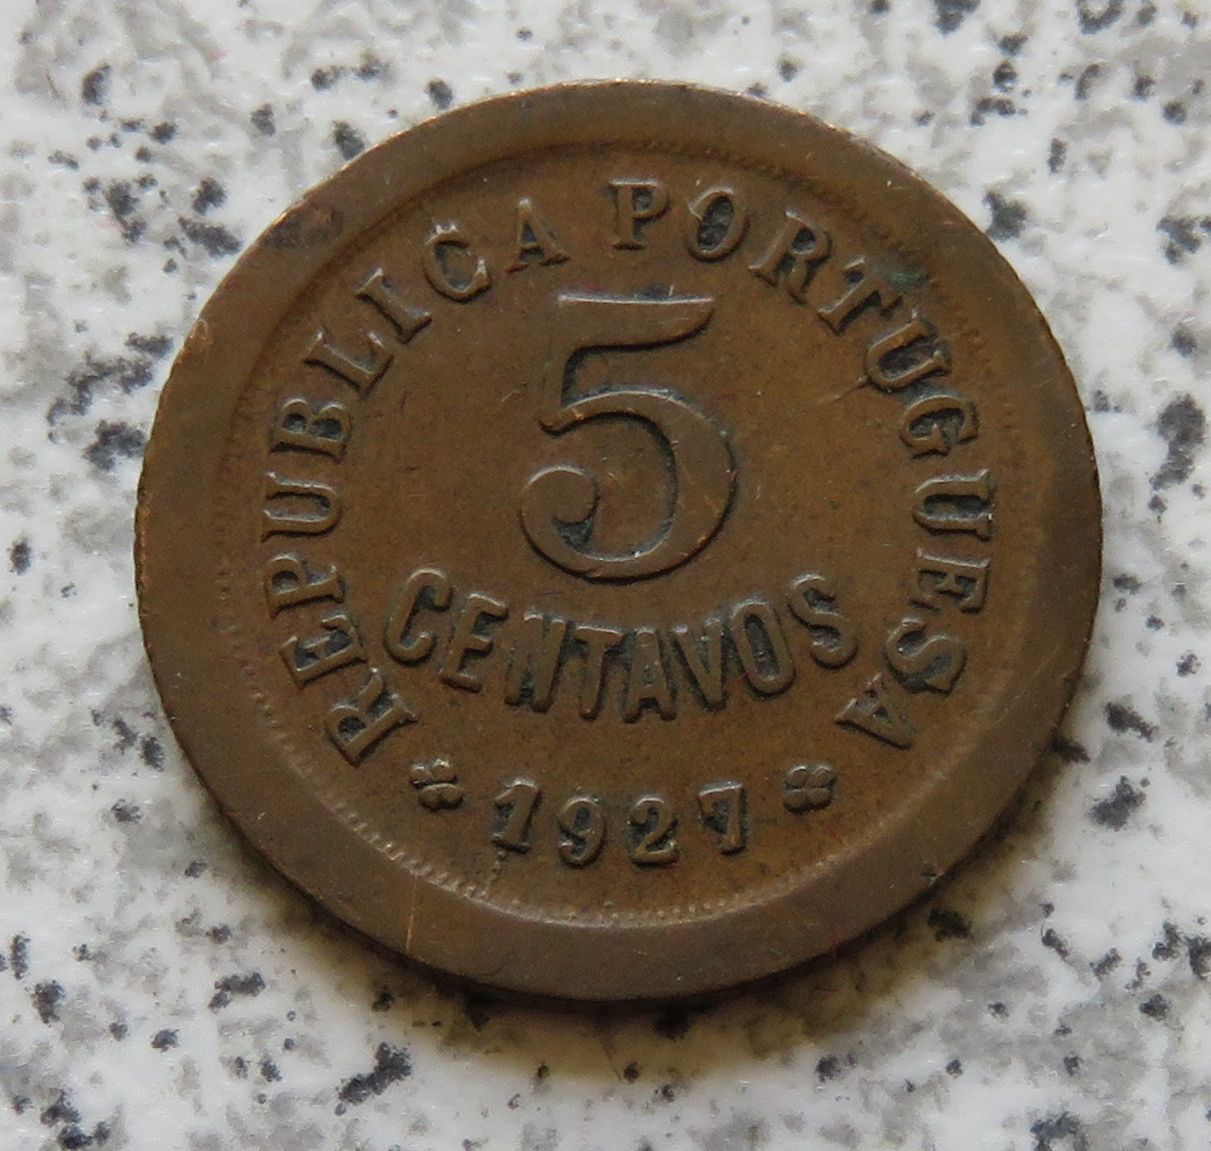 REPUBLICA PORTUGUESA
5
CENTAVOS
* 1927 *